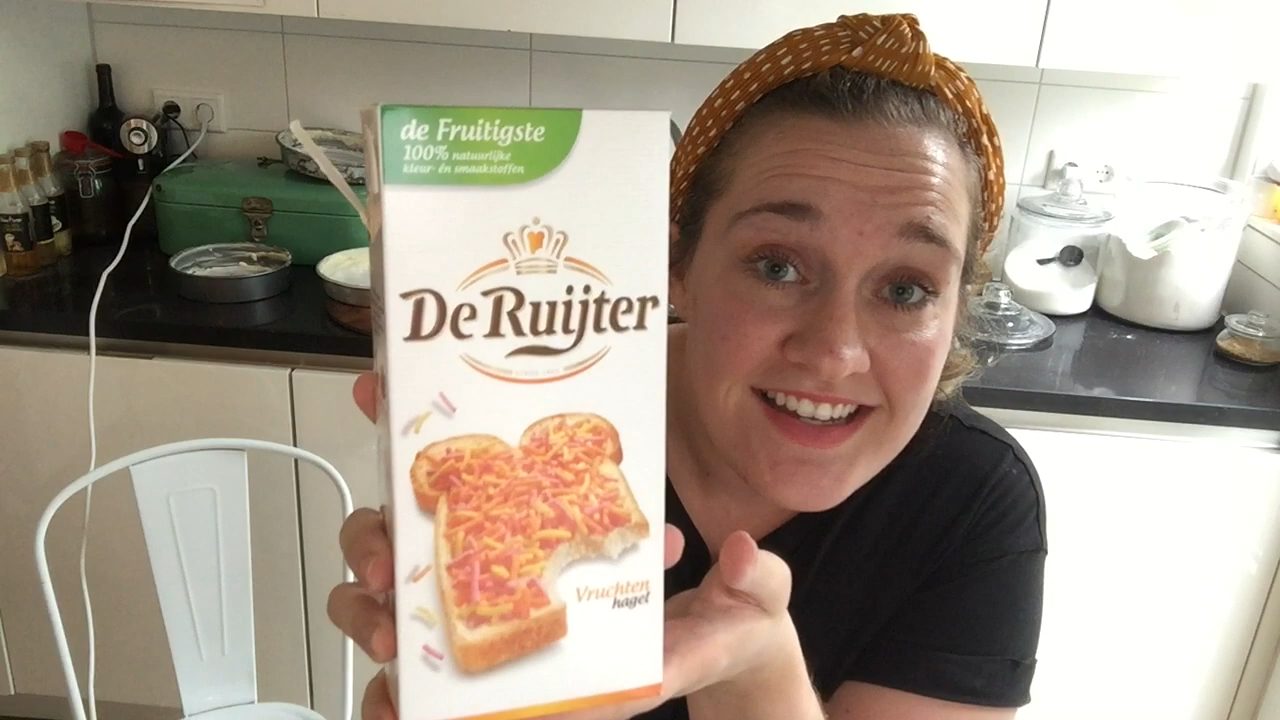 de Fruitigste
100% natuurlijke
kleur- én smaakstoffen
De Ruijter
Vruchten
hagel